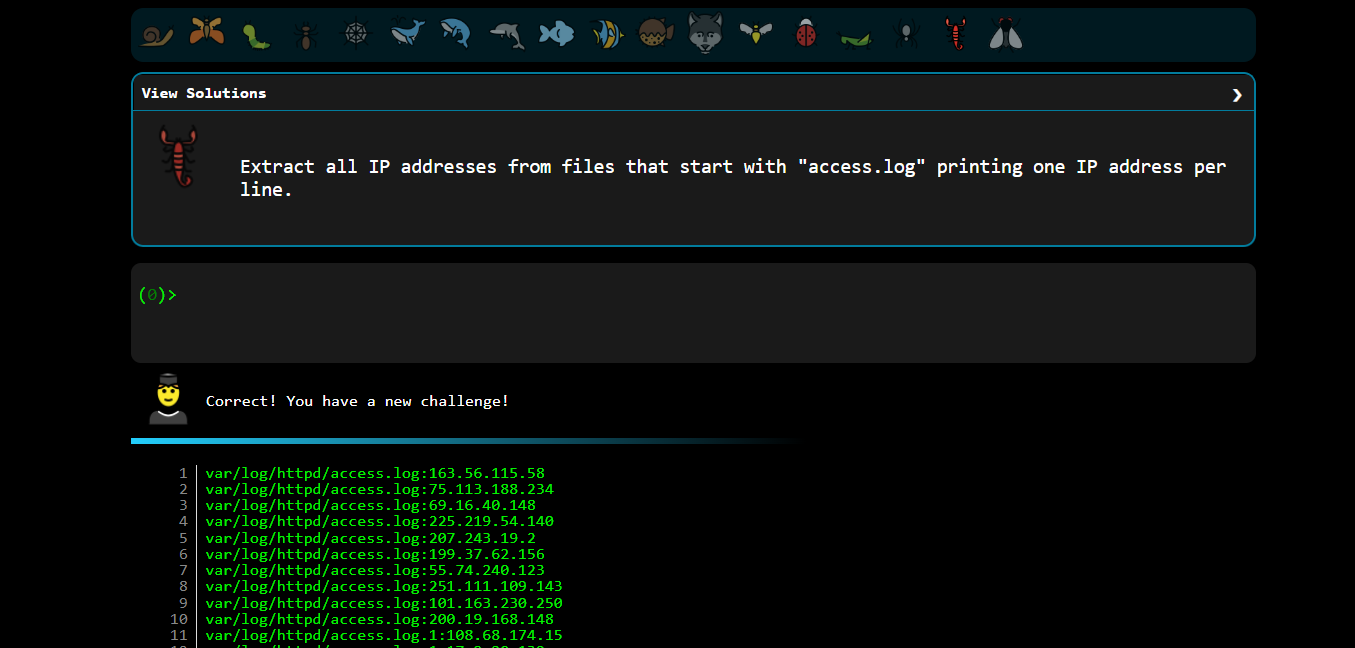 View Solutions ❯
Extract all IP addresses from files that start with "access.log" printing one IP address per
line.
(0)>
Correct! You have a new challenge!
1 var/log/httpd/access.log:163.56.115.58
2 var/log/httpd/access.log:75.113.188.234
3 var/log/httpd/access.log:69.16.40.148
4 var/log/httpd/access.log:225.219.54.140
5 var/log/httpd/access.log:207.243.19.2
6 var/log/httpd/access.log:199.37.62.156
7 var/log/httpd/access.log:55.74.240.123
8 var/log/httpd/access.log:251.111.109.143
9 var/log/httpd/access.log:101.163.230.250
10 var/log/httpd/access.log:200.19.168.148
11 var/log/httpd/access.log.1:108.68.174.15